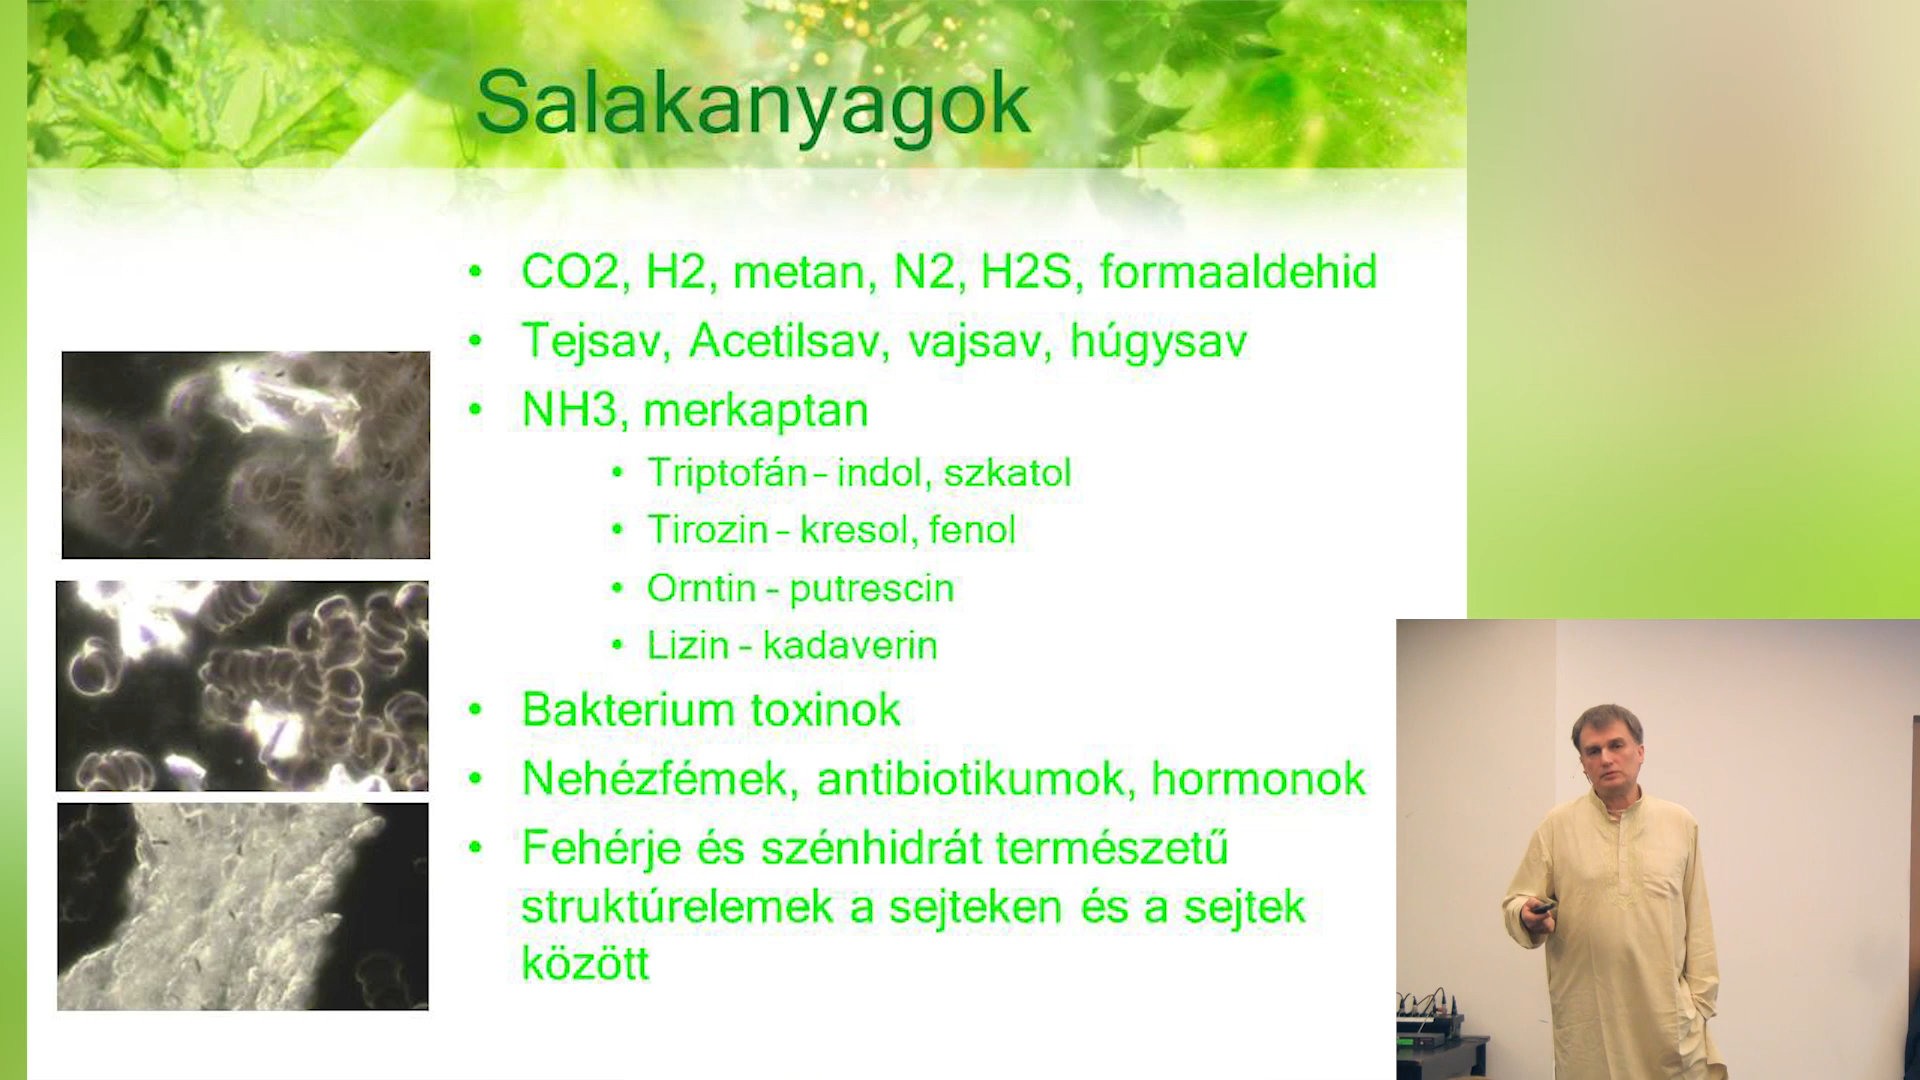 Salakanyagok
• CO2, H2, metan, N2, H2S, formaaldehid
• Tejsav, Acetilsav, vajsav, húgysav
• NH3, merkaptan
• Triptofán – indol, szkatol
• Tirozin – kresol, fenol
• Orntin – putrescin
• Lizin – kadaverin
• Bakterium toxinok
• Nehézfémek, antibiotikumok, hormonok
• Fehérje és szénhidrát természetű
struktúrelemek a sejteken és a sejtek
között